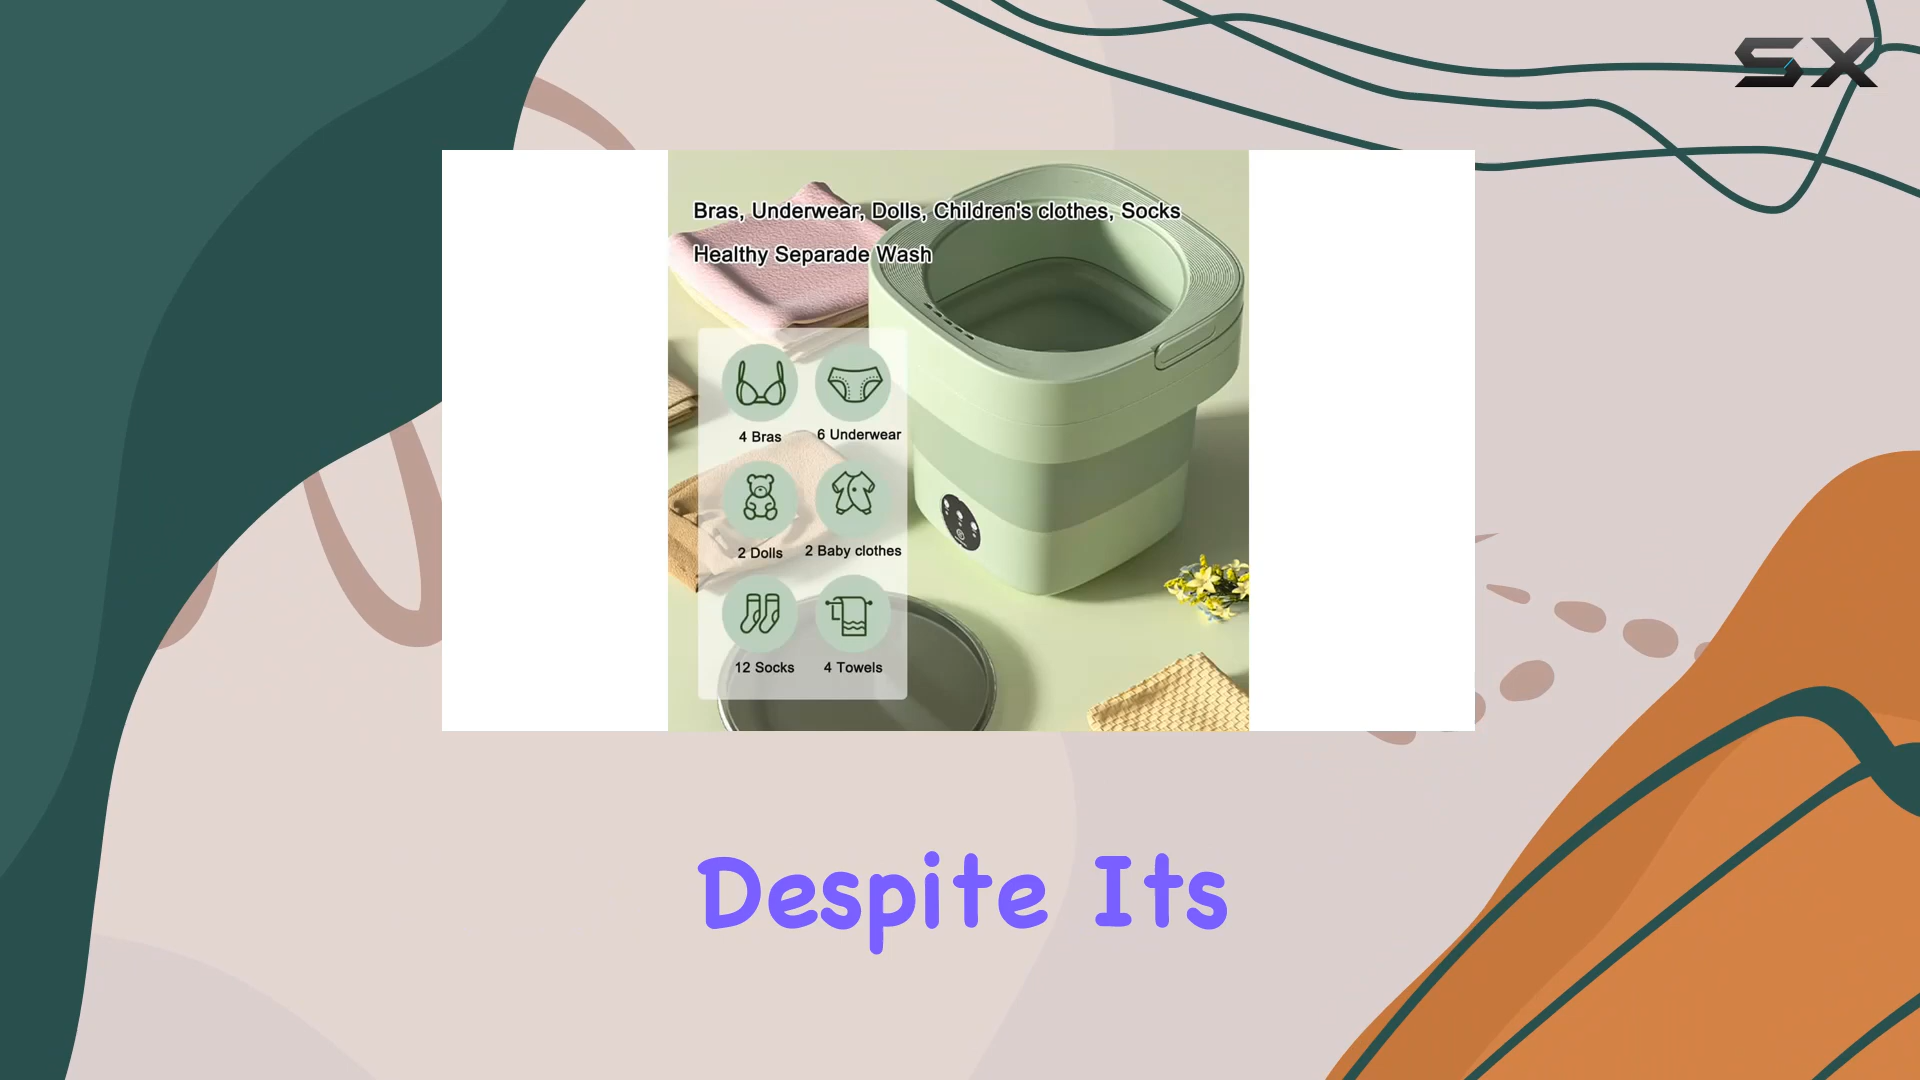 SX
Bras, Underwear, Dolls, Children's clothes, Socks
Healthy Separade Wash
4 Bras
6 Underwear
2 Dolls
2 Baby clothes
12 Socks
4 Towels
Despite Its